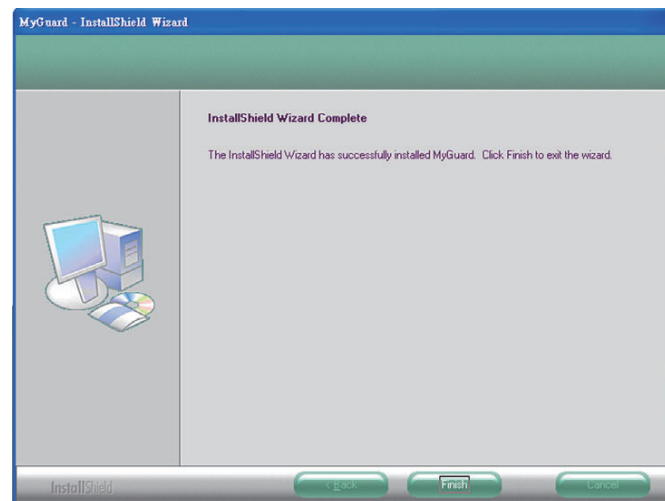 MyGuard - InstallShield Wizard
InstallShield Wizard Complete
The InstallShield Wizard has successfully installed MyGuard. Click Finish to exit the wizard.
InstallShield
< Back
Finish
Cancel